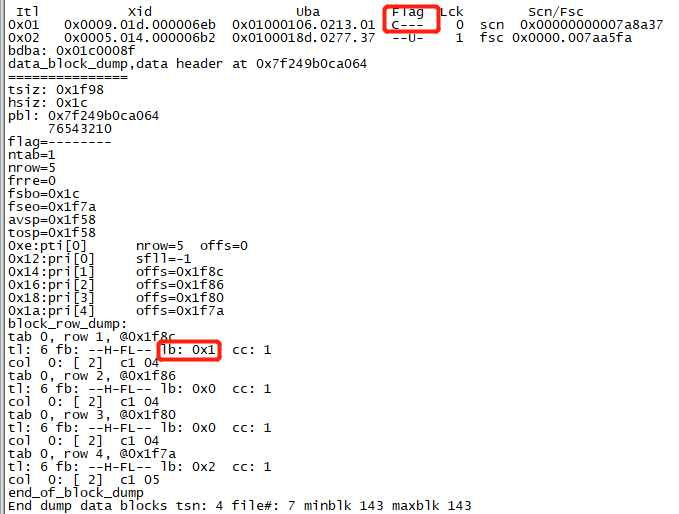 Itl Xid Uba Flag Lck Scn/Fsc
0x01 0x0009.01d.000006eb 0x01000106.0213.01 C--- 0 scn 0x00000000007a8a37
0x02 0x0005.014.000006b2 0x0100018d.0277.37 --U- 1 fsc 0x0000.007aa5fa
bdba: 0x01c0008f
data_block_dump,data header at 0x7f249b0ca064
===============
tsiz: 0x1f98
hsiz: 0x1c
pbl: 0x7f249b0ca064
76543210
flag=--------
ntab=1
nrow=5
frre=0
fsbo=0x1c
fseo=0x1f7a
avsp=0x1f58
tosp=0x1f58
0xe:pti[0] nrow=5 offs=0
0x12:pri[0] sfll=-1
0x14:pri[1] offs=0x1f8c
0x16:pri[2] offs=0x1f86
0x18:pri[3] offs=0x1f80
0x1a:pri[4] offs=0x1f7a
block_row_dump:
tab 0, row 1, @0x1f8c
tl: 6 fb: --H-FL-- lb: 0x1 cc: 1
col 0: [ 2] c1 04
tab 0, row 2, @0x1f86
tl: 6 fb: --H-FL-- lb: 0x0 cc: 1
col 0: [ 2] c1 04
tab 0, row 3, @0x1f80
tl: 6 fb: --H-FL-- lb: 0x0 cc: 1
col 0: [ 2] c1 04
tab 0, row 4, @0x1f7a
tl: 6 fb: --H-FL-- lb: 0x2 cc: 1
col 0: [ 2] c1 05
end_of_block_dump
End dump data blocks tsn: 4 file#: 7 minblk 143 maxblk 143